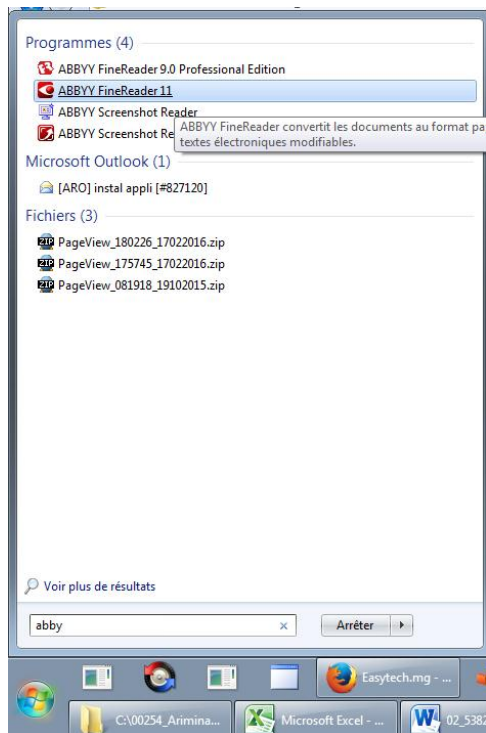 Programmes (4)
ABBYY FineReader 9.0 Professional Edition
ABBYY FineReader 11
ABBYY Screenshot Reader
ABBYY Screenshot Re
ABBYY FineReader convertit les documents au format pa
textes électroniques modifiables.
Microsoft Outlook (1)
[ARO] instal appli [#827120]
Fichiers (3)
PageView_180226_17022016.zip
PageView_175745_17022016.zip
PageView_081918_19102015.zip
Voir plus de résultats
abby
Arrêter
Easytech.mg - ...
C:\00254_Arimina...
Microsoft Excel - ...
02_5382